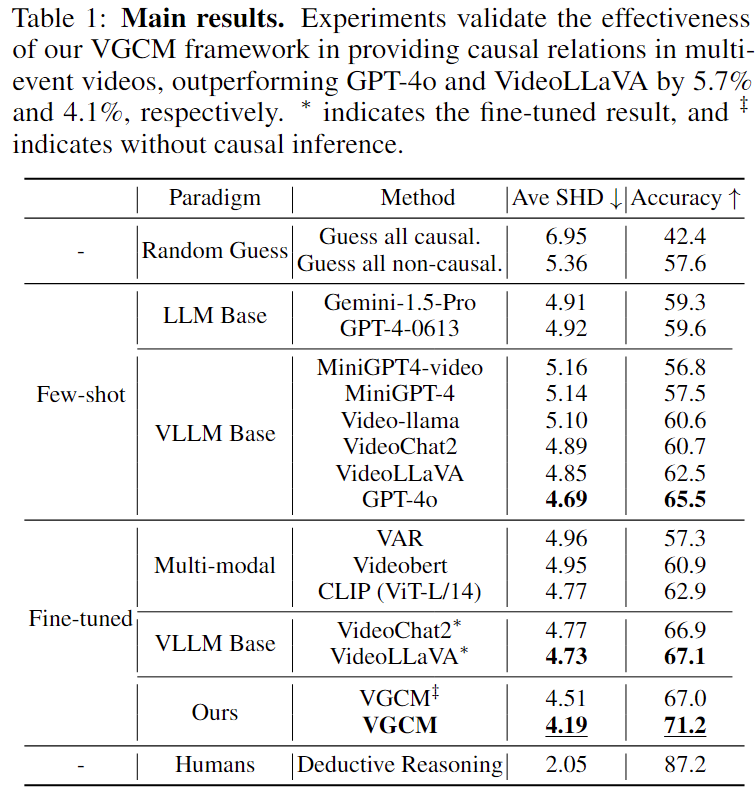 Table 1: Main results. Experiments validate the effectiveness
of our VGCM framework in providing causal relations in multi-
event videos, outperforming GPT-4o and VideoLLaVA by 5.7%
and 4.1%, respectively. * indicates the fine-tuned result, and ‡
indicates without causal inference.
Paradigm Method Ave SHD ↓ Accuracy ↑
- Random Guess Guess all causal. 6.95 42.4
Guess all non-causal. 5.36 57.6
Few-shot LLM Base Gemini-1.5-Pro 4.91 59.3
GPT-4-0613 4.92 59.6
VLLM Base MiniGPT4-video 5.16 56.8
MiniGPT-4 5.14 57.5
Video-llama 5.10 60.6
VideoChat2 4.89 60.7
VideoLLaVA 4.85 62.5
GPT-4o 4.69 65.5
Fine-tuned Multi-modal VAR 4.96 57.3
Videobert 4.95 60.9
CLIP (ViT-L/14) 4.77 62.9
VLLM Base VideoChat2* 4.77 66.9
VideoLLaVA* 4.73 67.1
Ours VGCM‡ 4.51 67.0
VGCM 4.19 71.2
- Humans Deductive Reasoning 2.05 87.2